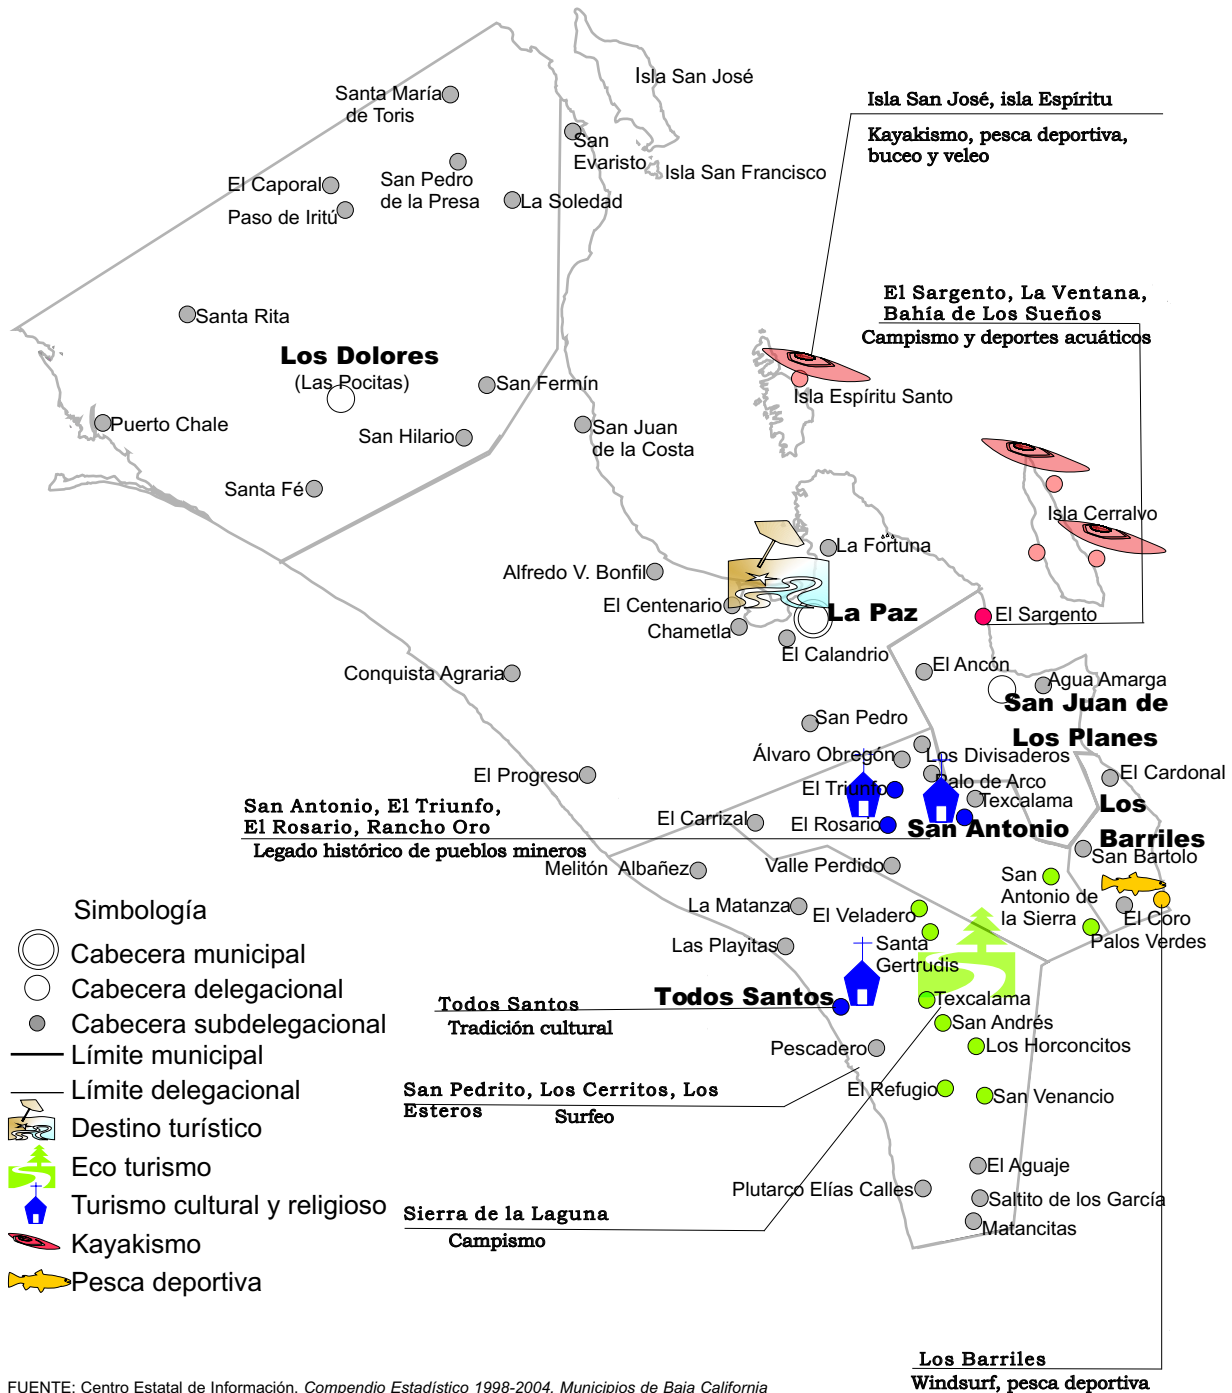 Isla San José
Santa María
de Toris
San
Evaristo
Isla San Francisco
San Pedro
de la Presa
El Caporal
La Soledad
Paso de Iritú
Isla San José, isla Espíritu
Kayakismo, pesca deportiva,
buceo y veleo
El Sargento, La Ventana,
Bahía de Los Sueños
Campismo y deportes acuáticos
Santa Rita
Los Dolores
(Las Pocitas)
San Fermín
Isla Espíritu Santo
Puerto Chale
San Hilario
San Juan
de la Costa
Santa Fé
Isla Cerralvo
La Fortuna
Alfredo V. Bonfil
El Centenario
La Paz
Chametla
El Calandrio
El Sargento
Conquista Agraria
El Ancón
Agua Amarga
San Juan de
Los Planes
San Pedro
Álvaro Obregón
Los Divisaderos
El Progreso
Palo de Arco
El Cardonal
El Triunfo
Texcalama
Los
Barriles
San Antonio, El Triunfo,
El Rosario, Rancho Oro
Legado histórico de pueblos mineros
El Carrizal
El Rosario
San Antonio
San Bartolo
Melitón Albañez
Valle Perdido
San
Antonio de
la Sierra
La Matanza
El Veladero
El Coro
Palos Verdes
Las Playitas
Santa
Gertrudis
Todos Santos
Todos Santos
Tradición cultural
Texcalama
San Andrés
Pescadero
Los Horconcitos
San Pedrito, Los Cerritos, Los
Esteros
Surfeo
El Refugio
San Venancio
El Aguaje
Plutarco Elías Calles
Saltito de los García
Matancitas
Sierra de la Laguna
Campismo
Simbología
Cabecera municipal
Cabecera delegacional
Cabecera subdelegacional
Límite municipal
Límite delegacional
Destino turístico
Eco turismo
Turismo cultural y religioso
Kayakismo
Pesca deportiva
Los Barriles
Windsurf, pesca deportiva
FUENTE: Centro Estatal de Información. Compendio Estadístico 1998-2004. Municipios de Baja California